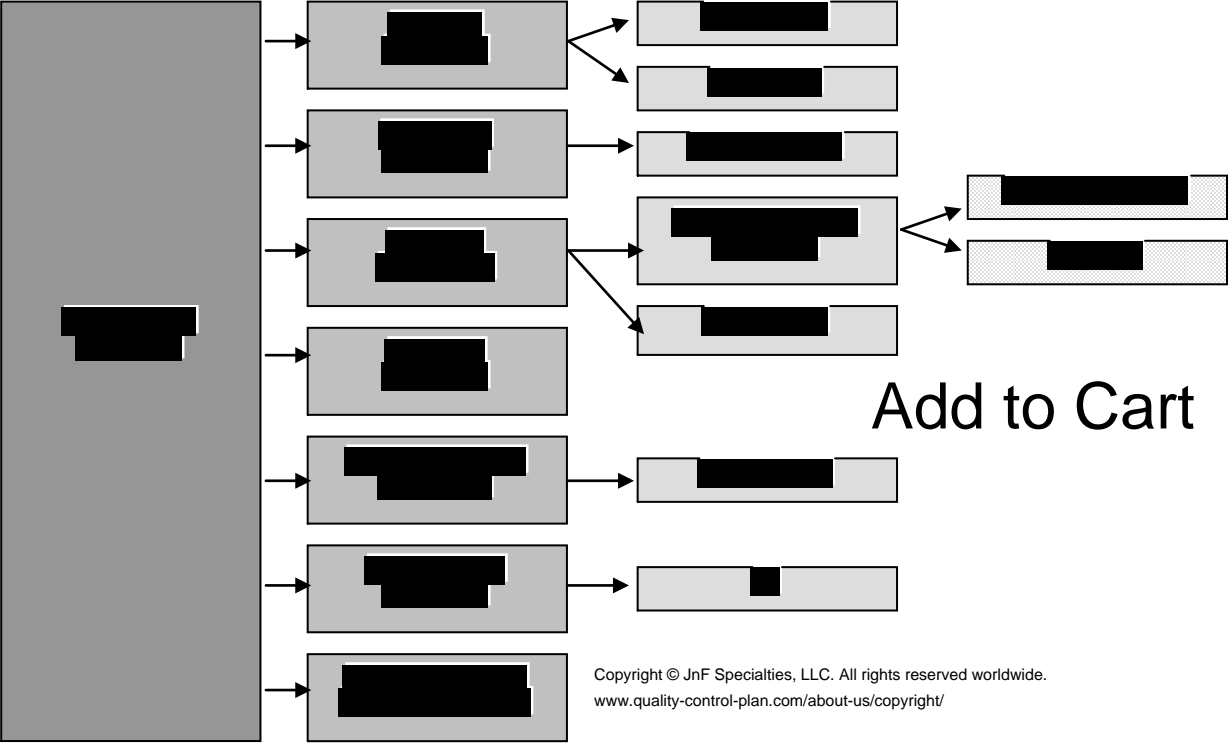 Add to Cart
Copyright © JnF Specialties, LLC. All rights reserved worldwide.
www.quality-control-plan.com/about-us/copyright/